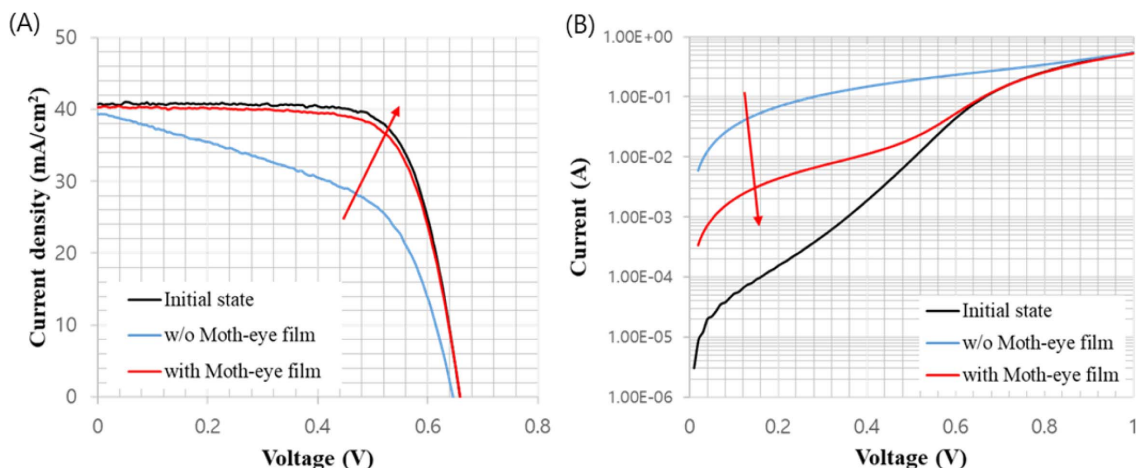 (A)
Current density (mA/cm²)
50
40
30
20
10
0
0
0.2
0.4
0.6
0.8
Voltage (V)
Initial state
w/o Moth-eye film
with Moth-eye film
(B)
Current (A)
1.00E+00
1.00E-01
1.00E-02
1.00E-03
1.00E-04
1.00E-05
1.00E-06
0
0.2
0.4
0.6
0.8
1
Voltage (V)
Initial state
w/o Moth-eye film
with Moth-eye film